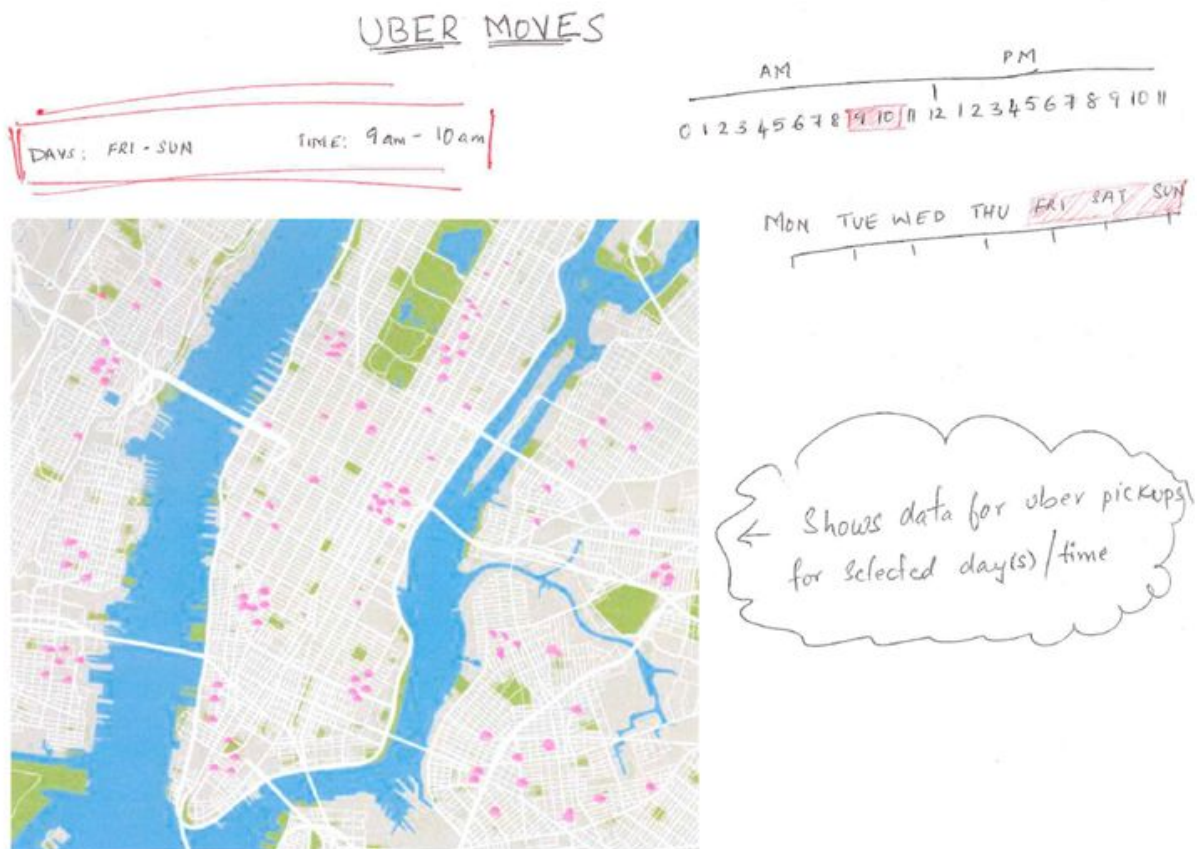 UBER MOVES
DAYS: FRI - SUN TIME: 9am - 10am
AM PM
0 1 2 3 4 5 6 7 8 9 10 11 12 1 2 3 4 5 6 7 8 9 10 11
MON TUE WED THU FRI SAT SUN
← Shows data for uber pickups
for selected day(s)/time